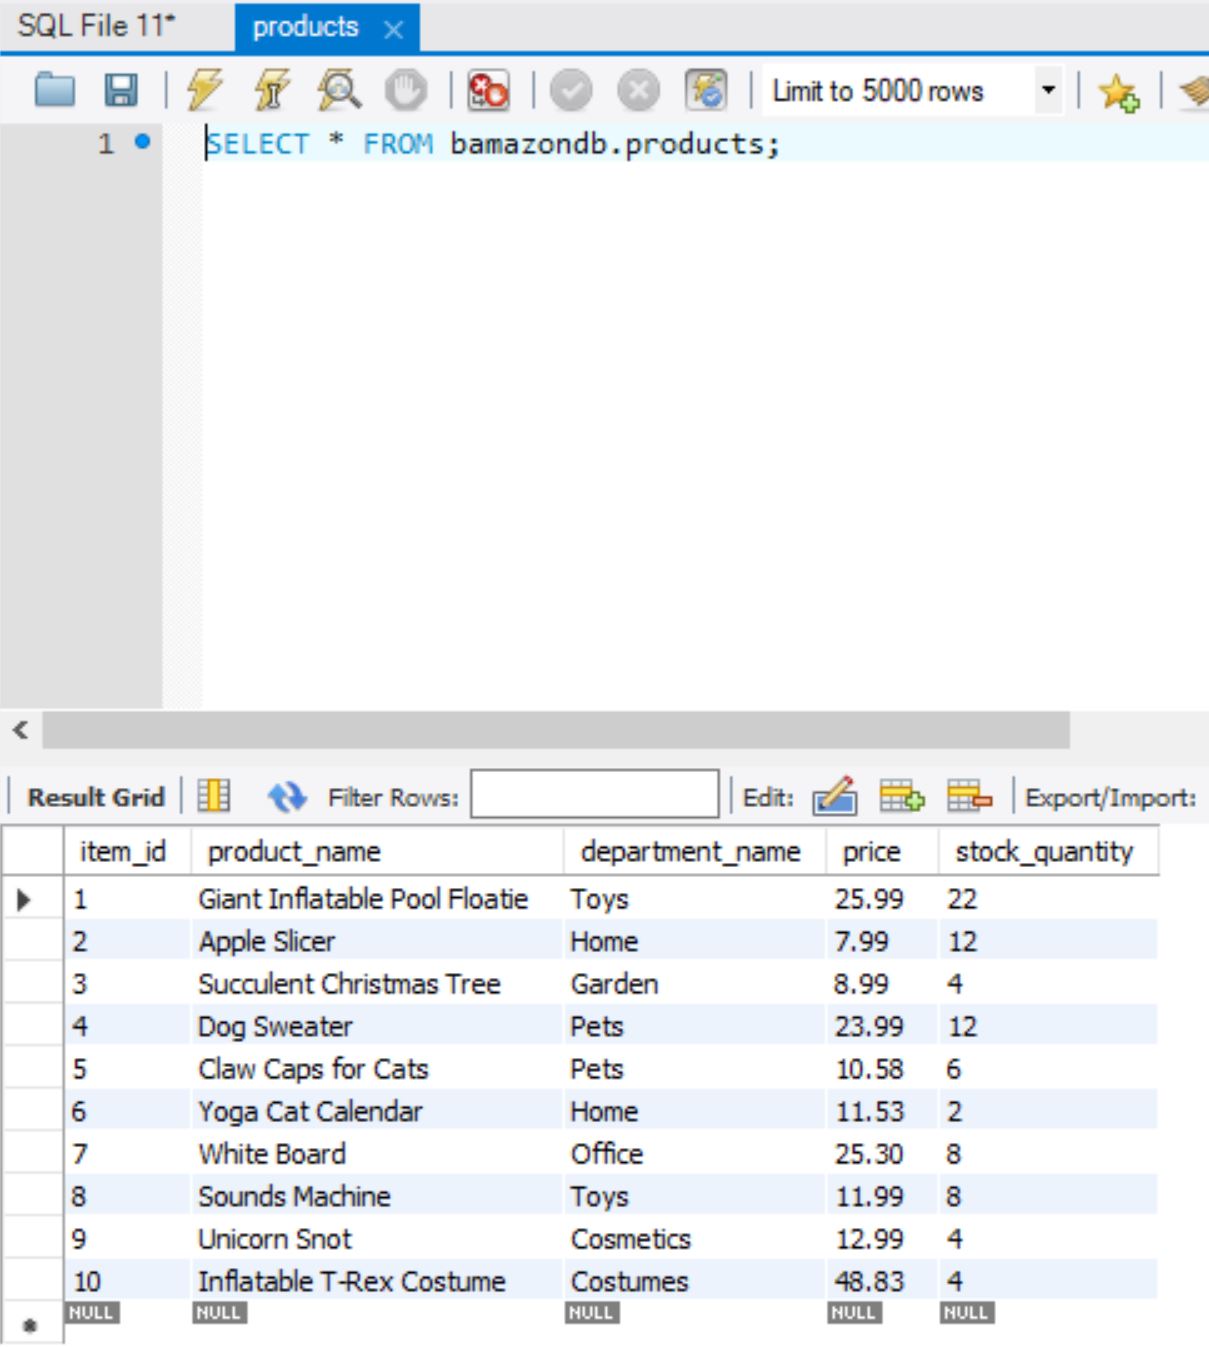 SQL File 11* products
Limit to 5000 rows
1 SELECT * FROM bamazondb.products;
Result Grid Filter Rows: Edit: Export/Import:
item_id product_name department_name price stock_quantity
1 Giant Inflatable Pool Floatie Toys 25.99 22
2 Apple Slicer Home 7.99 12
3 Succulent Christmas Tree Garden 8.99 4
4 Dog Sweater Pets 23.99 12
5 Claw Caps for Cats Pets 10.58 6
6 Yoga Cat Calendar Home 11.53 2
7 White Board Office 25.30 8
8 Sounds Machine Toys 11.99 8
9 Unicorn Snot Cosmetics 12.99 4
10 Inflatable T-Rex Costume Costumes 48.83 4
NULL NULL NULL NULL NULL